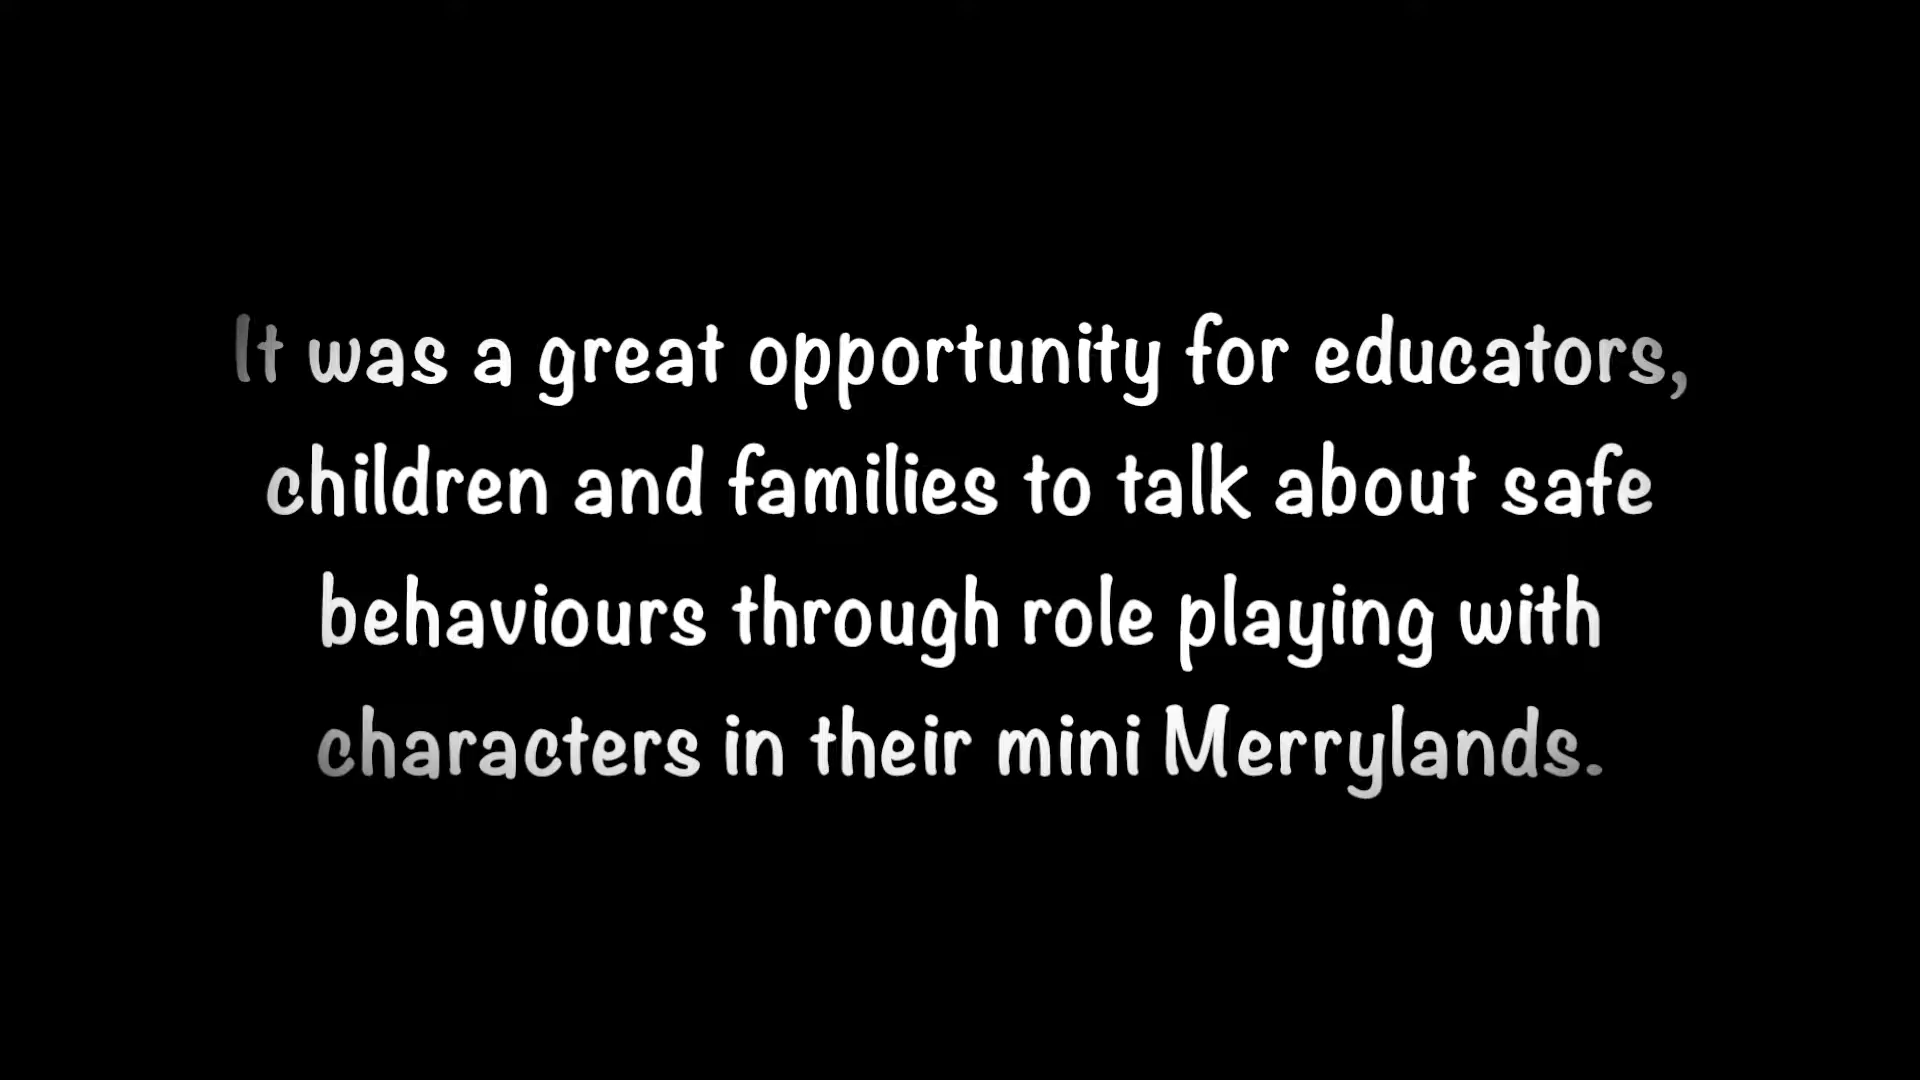 It was a great opportunity for educators,
children and families to talk about safe
behaviours through role playing with
characters in their mini Merrylands.